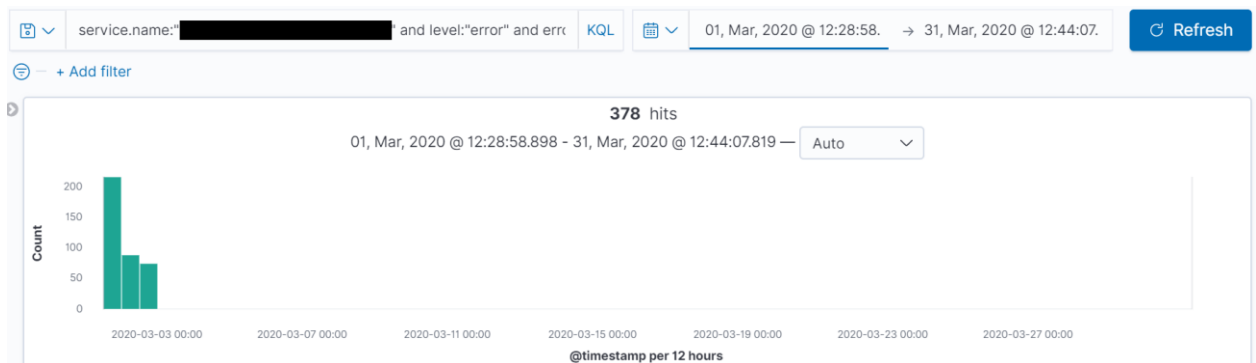 service.name:"
" and level:"error" and erro
KQL
01, Mar, 2020 @ 12:28:58.
→ 31, Mar, 2020 @ 12:44:07.
Refresh
+ Add filter
378 hits
01, Mar, 2020 @ 12:28:58.898 - 31, Mar, 2020 @ 12:44:07.819 —
Auto
Count
200
150
100
50
0
2020-03-03 00:00
2020-03-07 00:00
2020-03-11 00:00
2020-03-15 00:00
2020-03-19 00:00
2020-03-23 00:00
2020-03-27 00:00
@timestamp per 12 hours